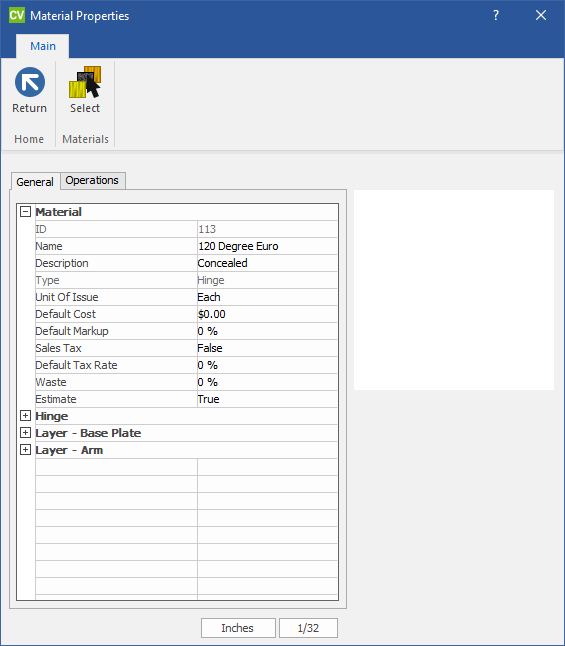 CV Material Properties ?
Main
Return Select
Home Materials
General Operations
Material
ID 113
Name 120 Degree Euro
Description Concealed
Type Hinge
Unit Of Issue Each
Default Cost $0.00
Default Markup 0 %
Sales Tax False
Default Tax Rate 0 %
Waste 0 %
Estimate True
Hinge
Layer - Base Plate
Layer - Arm
Inches 1/32